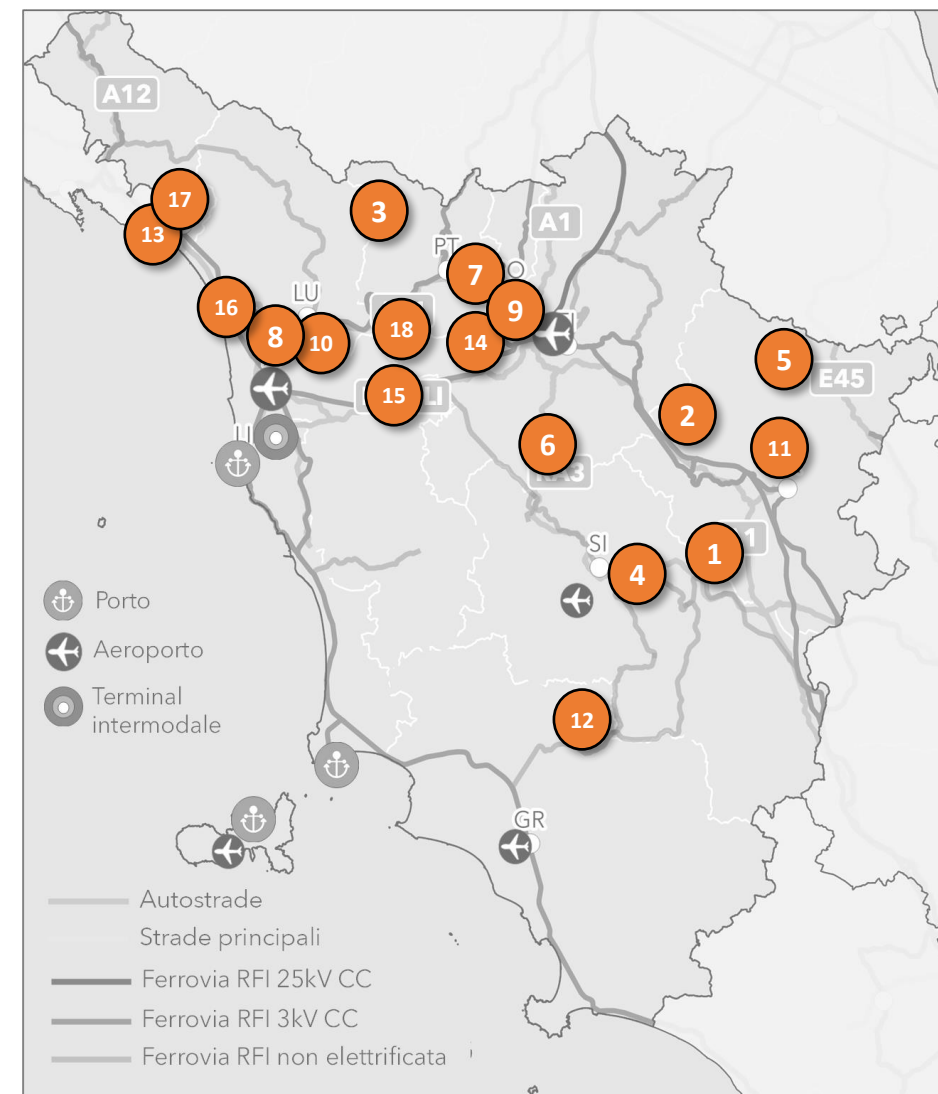 A12
17
3
13
A1
PT
7
O
LU
16
9
8
10
18
14
5
E45
15
LI
2
6
11
SI
1
4
Porto
Aeroporto
Terminal
intermodale
12
GR
Autostrade
Strade principali
Ferrovia RFI 25kV CC
Ferrovia RFI 3kV CC
Ferrovia RFI non elettrificata